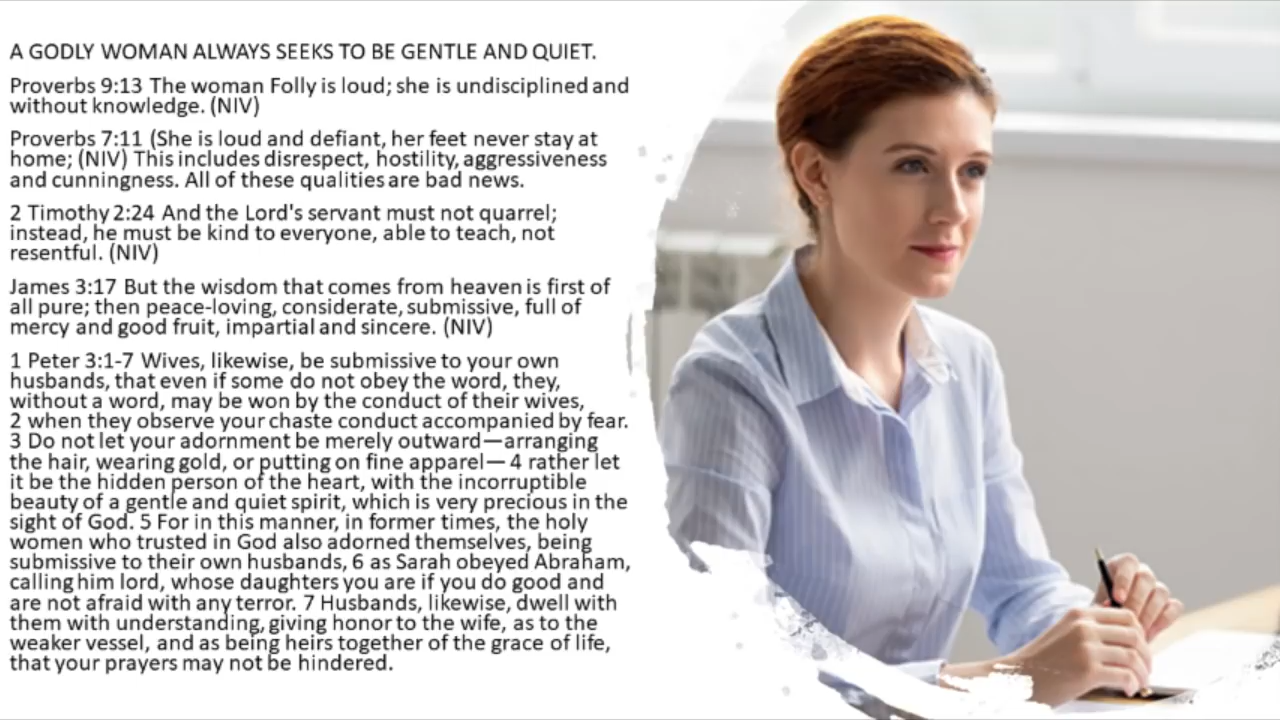 A GODLY WOMAN ALWAYS SEEKS TO BE GENTLE AND QUIET.
Proverbs 9:13 The woman Folly is loud; she is undisciplined and
without knowledge. (NIV)
Proverbs 7:11 (She is loud and defiant, her feet never stay at
home; (NIV) This includes disrespect, hostility, aggressiveness
and cunningness. All of these qualities are bad news.
2 Timothy 2:24 And the Lord's servant must not quarrel;
instead, he must be kind to everyone, able to teach, not
resentful. (NIV)
James 3:17 But the wisdom that comes from heaven is first of
all pure; then peace-loving, considerate, submissive, full of
mercy and good fruit, impartial and sincere. (NIV)
1 Peter 3:1-7 Wives, likewise, be submissive to your own
husbands, that even if some do not obey the word, they,
without a word, may be won by the conduct of their wives,
2 when they observe your chaste conduct accompanied by fear.
3 Do not let your adornment be merely outward—arranging
the hair, wearing gold, or putting on fine apparel— 4 rather let
it be the hidden person of the heart, with the incorruptible
beauty of a gentle and quiet spirit, which is very precious in the
sight of God. 5 For in this manner, in former times, the holy
women who trusted in God also adorned themselves, being
submissive to their own husbands, 6 as Sarah obeyed Abraham,
calling him lord, whose daughters you are if you do good and
are not afraid with any terror. 7 Husbands, likewise, dwell with
them with understanding, giving honor to the wife, as to the
weaker vessel, and as being heirs together of the grace of life,
that your prayers may not be hindered.